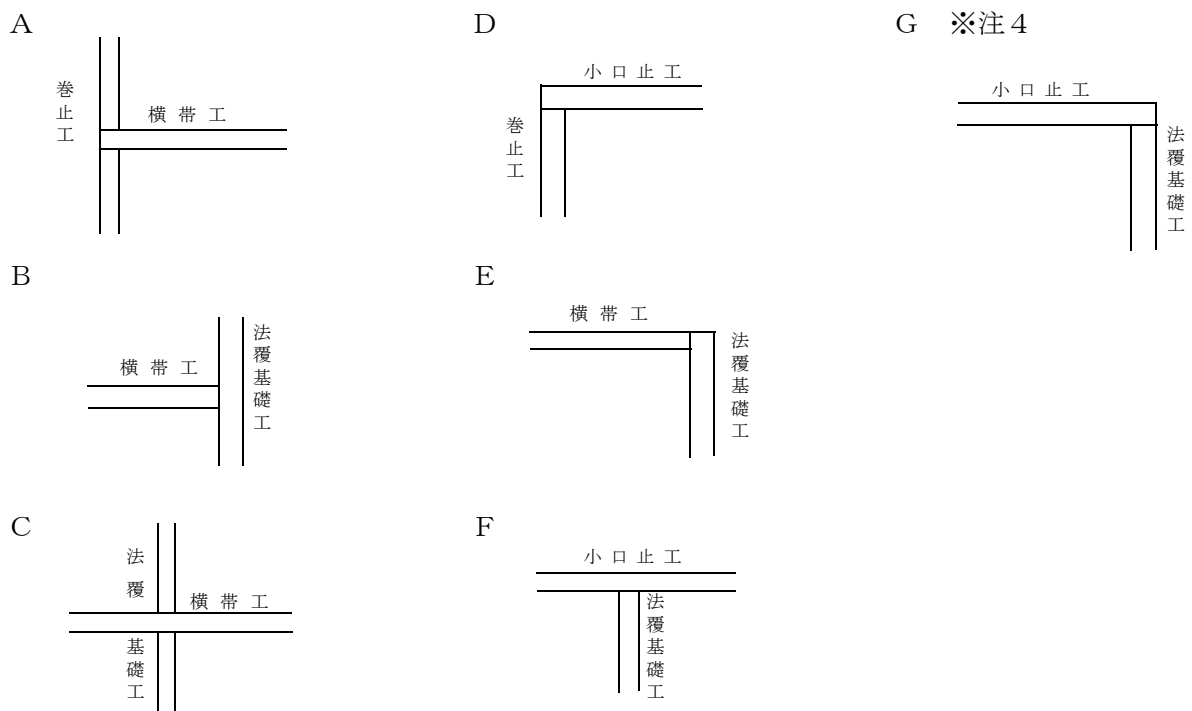 A
巻止工
横帯工
B
横帯工
法覆基礎工
C
法覆
横帯工
基礎工
D
小口止工
巻止工
E
横帯工
法覆基礎工
F
小口止工
法覆基礎工
G ※注４
小口止工
法覆基礎工